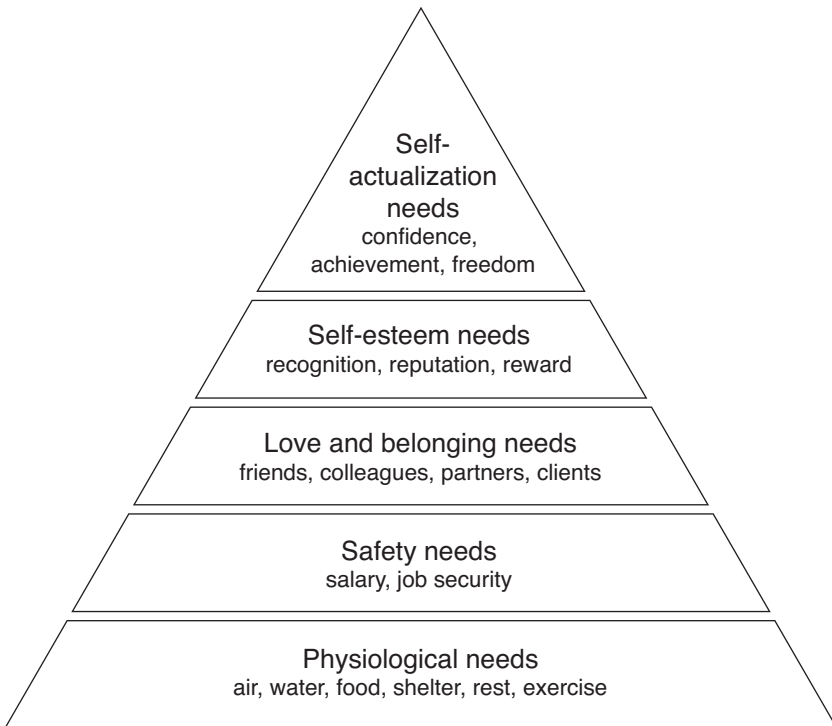 Self-
actualization
needs
confidence,
achievement, freedom
Self-esteem needs
recognition, reputation, reward
Love and belonging needs
friends, colleagues, partners, clients
Safety needs
salary, job security
Physiological needs
air, water, food, shelter, rest, exercise